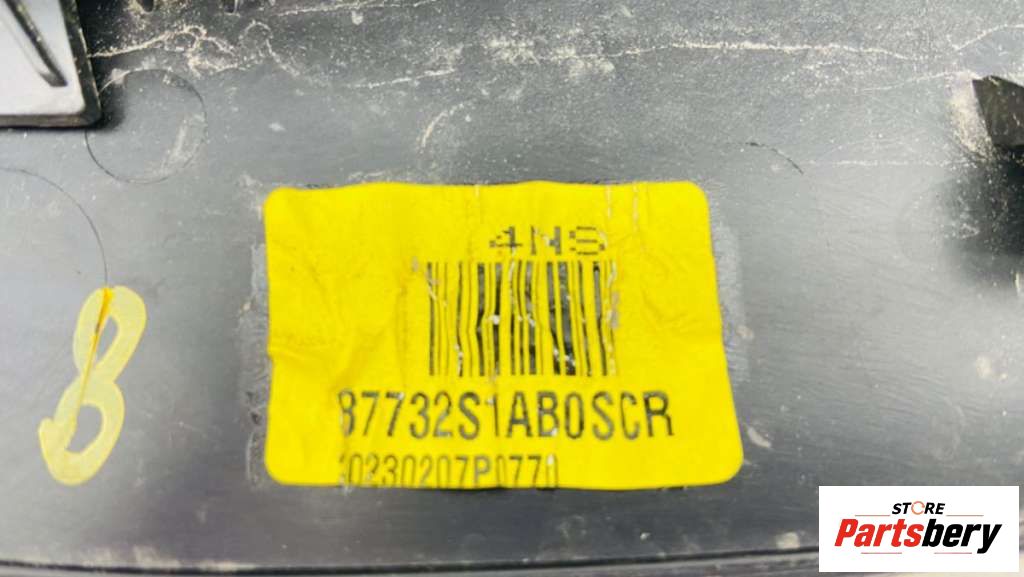 4NS
87732S1AB0SCR
20230207P0770
8
STORE
Partsbery